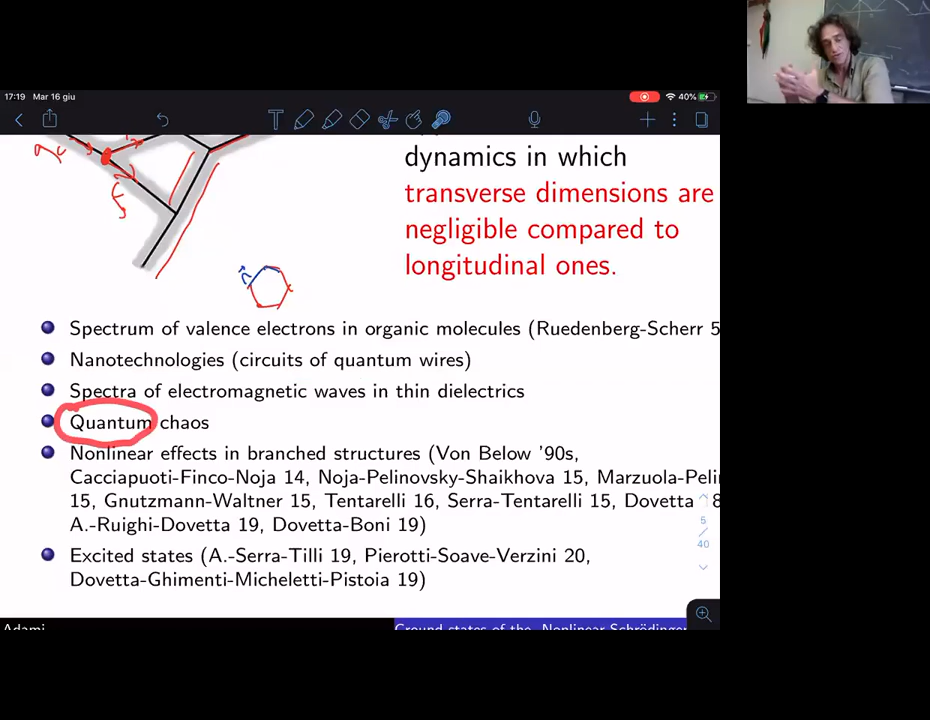 17:19 Mar 16 giu
40%
dynamics in which
transverse dimensions are
negligible compared to
longitudinal ones.
Spectrum of valence electrons in organic molecules (Ruedenberg-Scherr 5
Nanotechnologies (circuits of quantum wires)
Spectra of electromagnetic waves in thin dielectrics
Quantum chaos
Nonlinear effects in branched structures (Von Below '90s,
Cacciapuoti-Finco-Noja 14, Noja-Pelinovsky-Shaikhova 15, Marzuola-Peli
15, Gnutzmann-Waltner 15, Tentarelli 16, Serra-Tentarelli 15, Dovetta 8
A.-Ruighi-Dovetta 19, Dovetta-Boni 19)
5
/
40
Excited states (A.-Serra-Tilli 19, Pierotti-Soave-Verzini 20,
Dovetta-Ghimenti-Micheletti-Pistoia 19)
Adami
Ground states of the Nonlinear Schrödinger